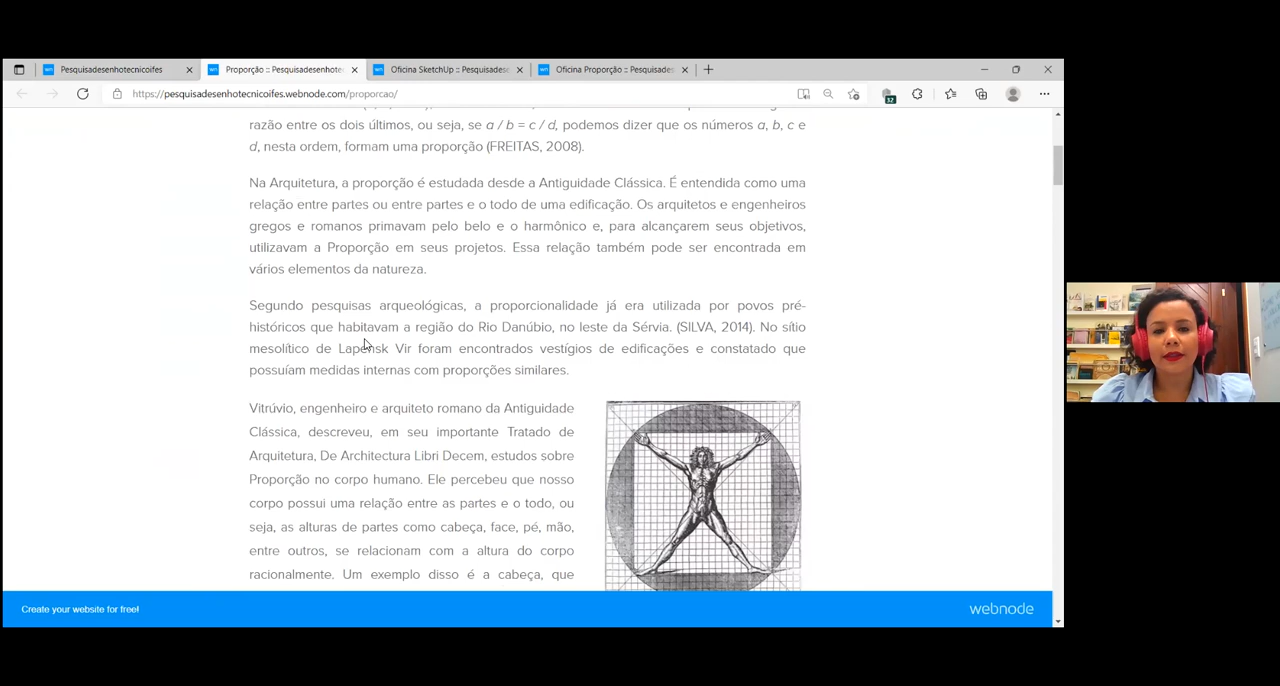 Pesquisadesenhotecnicoifes
Proporção :: Pesquisadesenhote
Oficina SketchUp :: Pesquisades
Oficina Proporção :: Pesquisades
https://pesquisadesenhotecnicoifes.webnode.com/proporcao/
32
razão entre os dois últimos, ou seja, se a / b = c / d, podemos dizer que os números a, b, c e
d, nesta ordem, formam uma proporção (FREITAS, 2008).
Na Arquitetura, a proporção é estudada desde a Antiguidade Clássica. É entendida como uma
relação entre partes ou entre partes e o todo de uma edificação. Os arquitetos e engenheiros
gregos e romanos primavam pelo belo e o harmônico e, para alcançarem seus objetivos,
utilizavam a Proporção em seus projetos. Essa relação também pode ser encontrada em
vários elementos da natureza.
Segundo pesquisas arqueológicas, a proporcionalidade já era utilizada por povos pré-
históricos que habitavam a região do Rio Danúbio, no leste da Sérvia. (SILVA, 2014). No sítio
mesolítico de Lapensk Vir foram encontrados vestígios de edificações e constatado que
possuíam medidas internas com proporções similares.
Vitrúvio, engenheiro e arquiteto romano da Antiguidade
Clássica, descreveu, em seu importante Tratado de
Arquitetura, De Architectura Libri Decem, estudos sobre
Proporção no corpo humano. Ele percebeu que nosso
corpo possui uma relação entre as partes e o todo, ou
seja, as alturas de partes como cabeça, face, pé, mão,
entre outros, se relacionam com a altura do corpo
racionalmente. Um exemplo disso é a cabeça, que
Create your website for free!
webnode